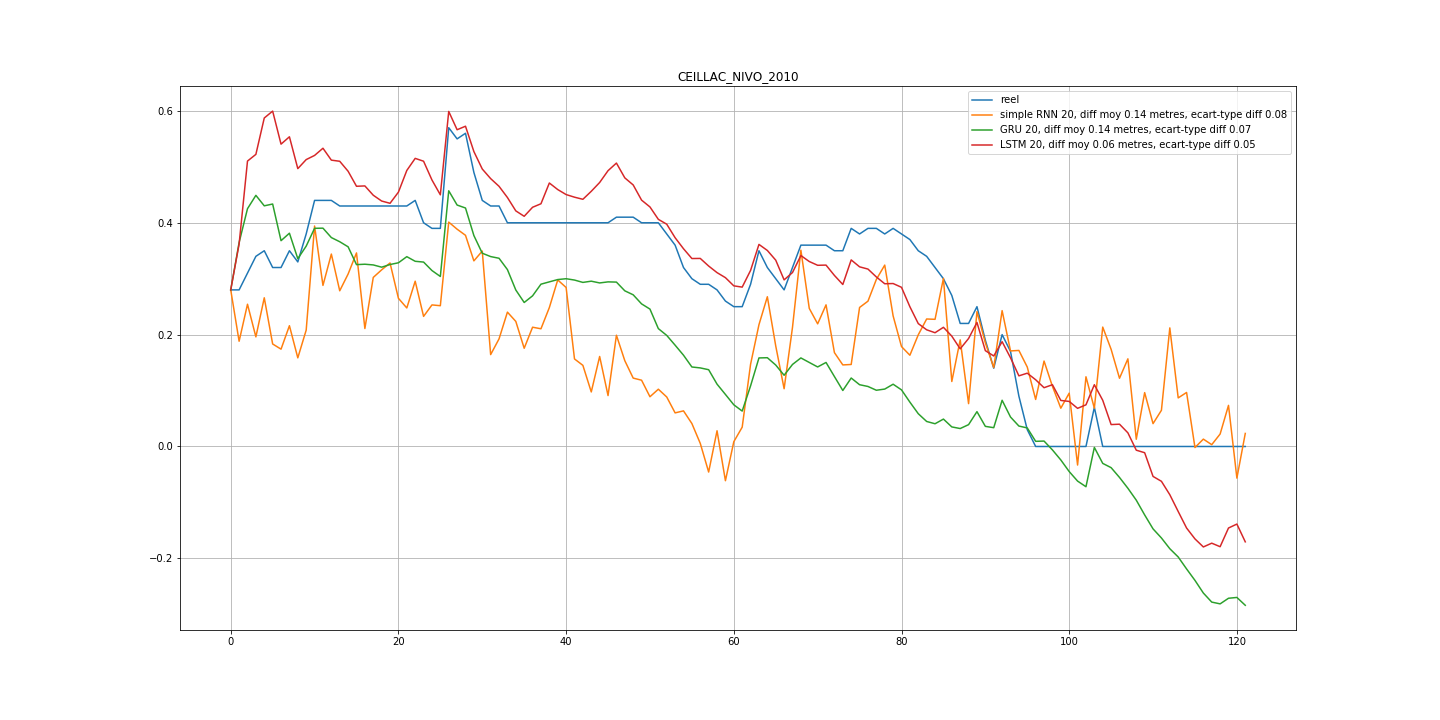 CEILLAC_NIVO_2010
reel
simple RNN 20, diff moy 0.14 metres, ecart-type diff 0.08
GRU 20, diff moy 0.14 metres, ecart-type diff 0.07
LSTM 20, diff moy 0.06 metres, ecart-type diff 0.05
0.6
0.4
0.2
0.0
−0.2
0 20 40 60 80 100 120